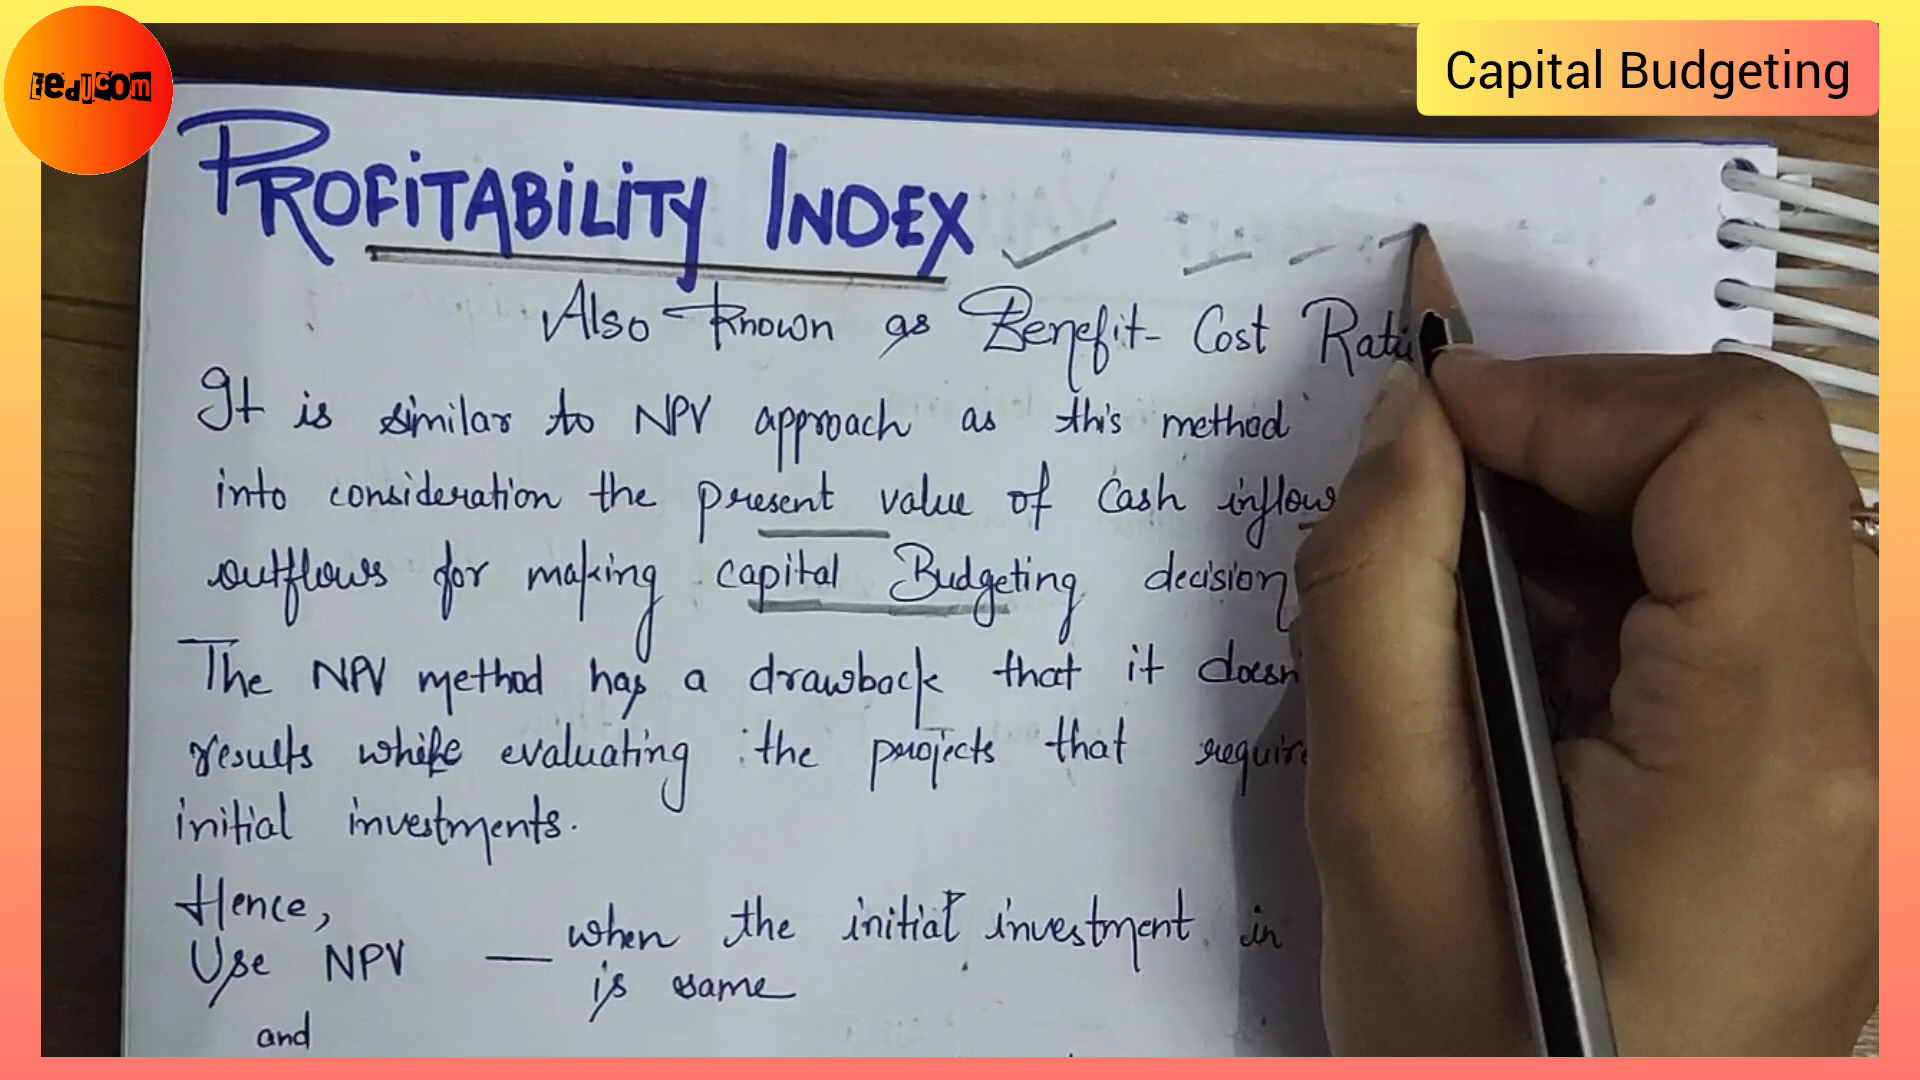 EeduCom
Capital Budgeting
PROFITABILITY INDEX
Also known as Benefit-Cost
It is similar to NPV approach as this method
into consideration the present value of cash inflow
outflows for making capital Budgeting decision
The NPV method has a drawback that it doesn
results while evaluating the projects that require
initial investments.
Hence,
Use NPV — when the initial investment in
is same
and